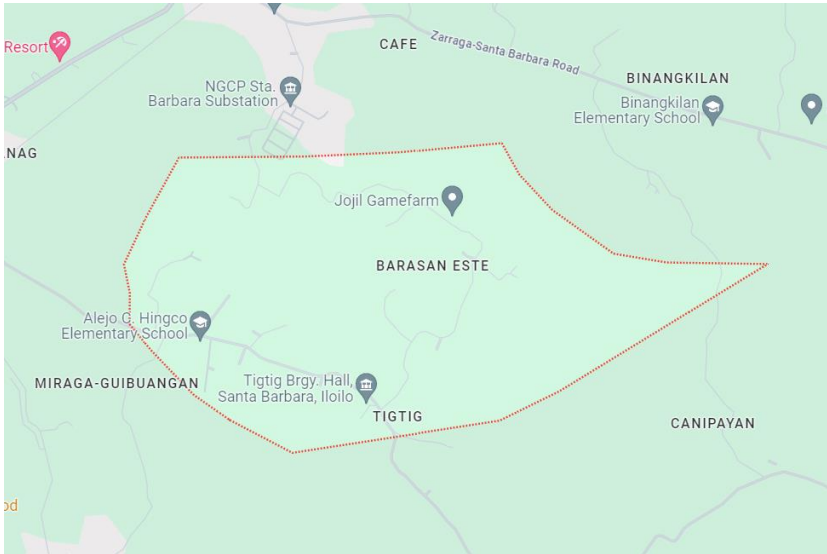 CAFE
Zarraga-Santa Barbara Road
Resort
NGCP Sta.
Barbara Substation
BINANGKILAN
Binangkilan
Elementary School
NAG
Jojil Gamefarm
BARASAN ESTE
Alejo C. Hingco
Elementary School
MIRAGA-GUIBUANGAN
Tigtig Brgy. Hall,
Santa Barbara, Iloilo
TIGTIG
CANIPAYAN
od